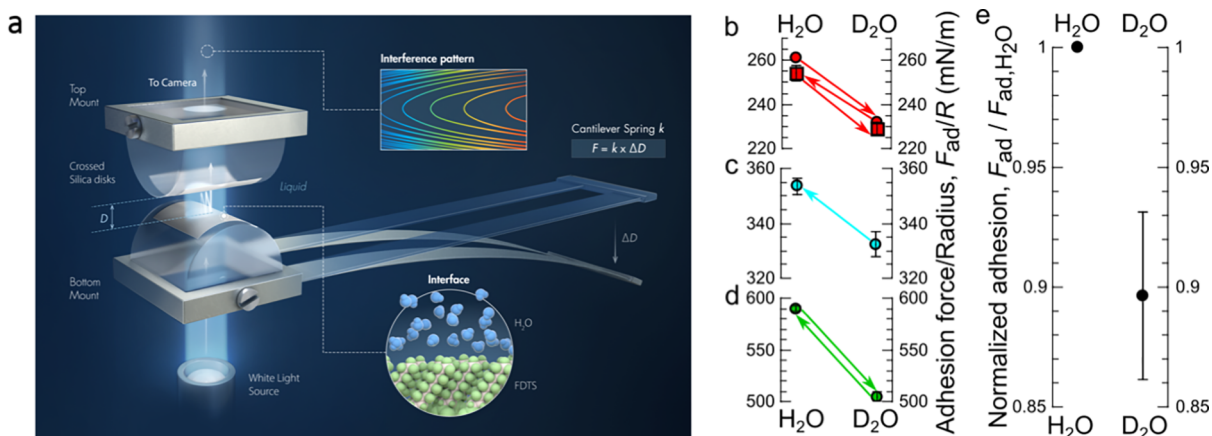 a
To Camera
Top
Mount
Interference pattern
Cantilever Spring k
F = k x ΔD
Crossed
Silica disks
Liquid
D
ΔD
Bottom
Mount
Interface
H₂O
FDTS
White Light
Source
b
H₂O D₂O
260 260
240 240
220 220
c
360 360
340 340
320 320
d
600 600
550 550
500 500
H₂O D₂O
Adhesion force/Radius, Fad/R (mN/m)
e
H₂O D₂O
Normalized adhesion, Fad / Fad,H₂O
1 1
0.95 0.95
0.9 0.9
0.85 0.85
H₂O D₂O